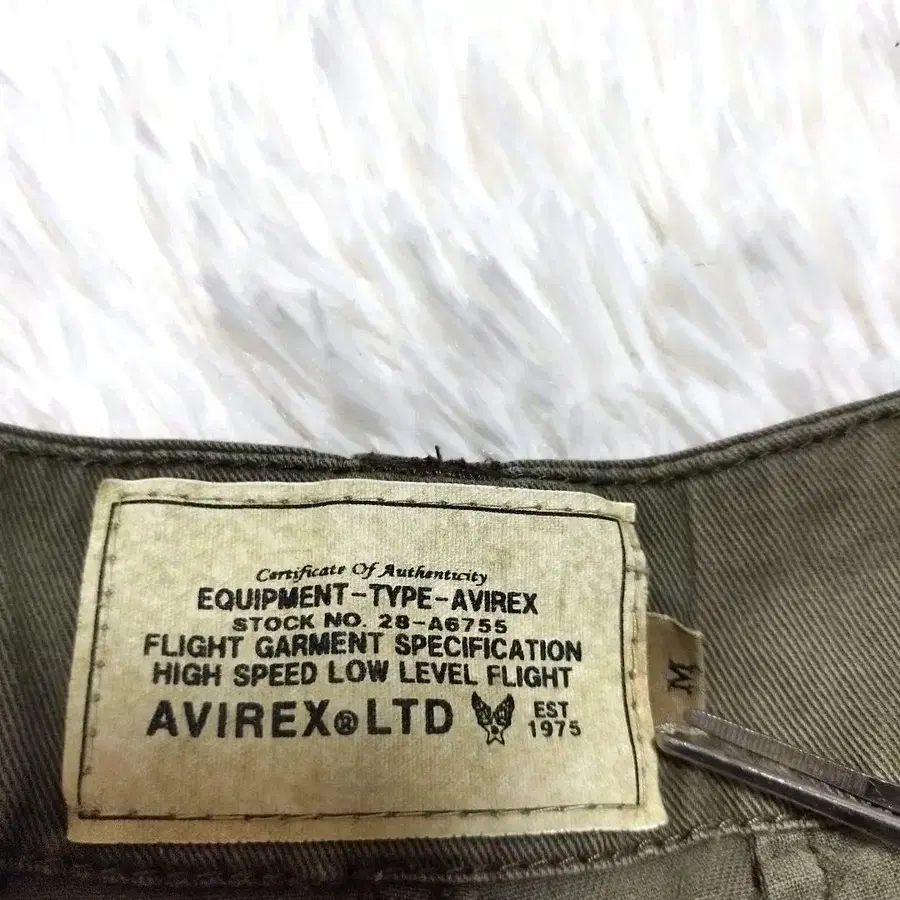 Certificate Of Authenticity
EQUIPMENT-TYPE-AVIREX
STOCK NO. 28-A6755
FLIGHT GARMENT SPECIFICATION
HIGH SPEED LOW LEVEL FLIGHT
AVIREX®LTD
EST
1975
M